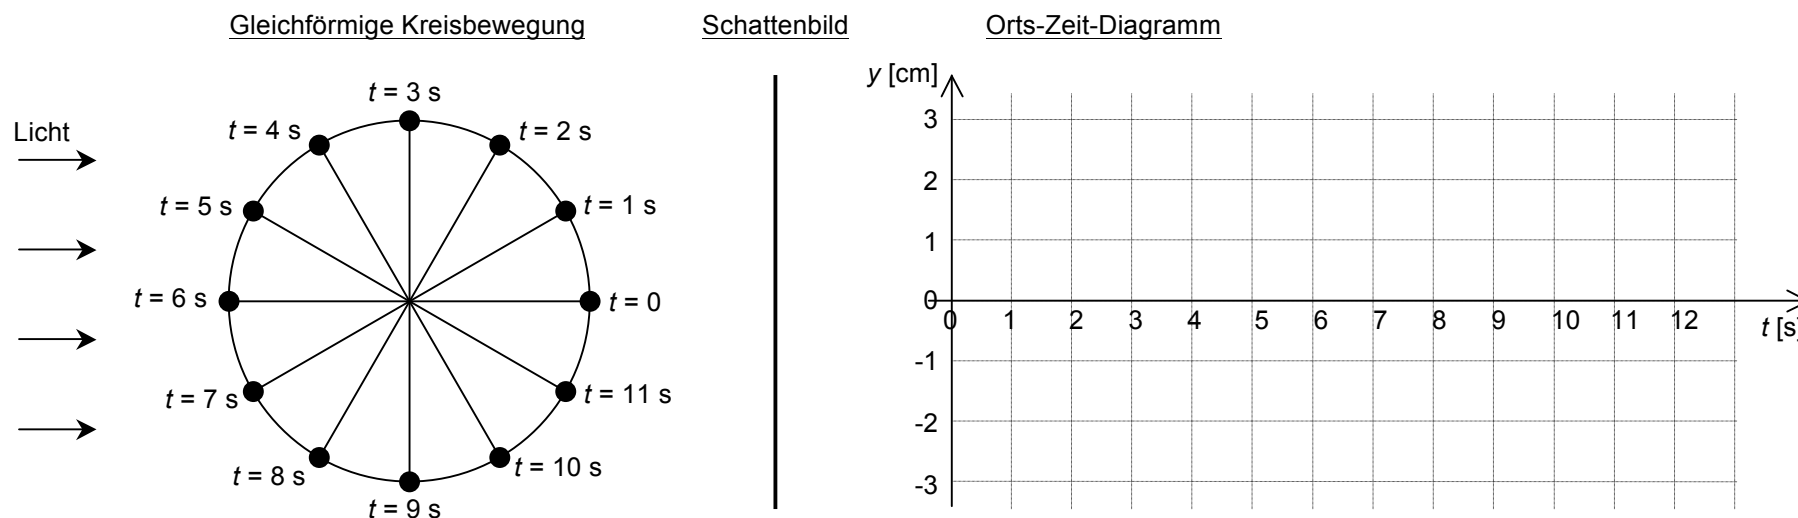 Gleichförmige Kreisbewegung
Schattenbild
Orts-Zeit-Diagramm
Licht
t = 3 s
t = 4 s
t = 2 s
t = 5 s
t = 1 s
t = 6 s
t = 0
t = 7 s
t = 11 s
t = 8 s
t = 10 s
t = 9 s
y [cm]
3
2
1
0
-1
-2
-3
0 1 2 3 4 5 6 7 8 9 10 11 12
t [s]